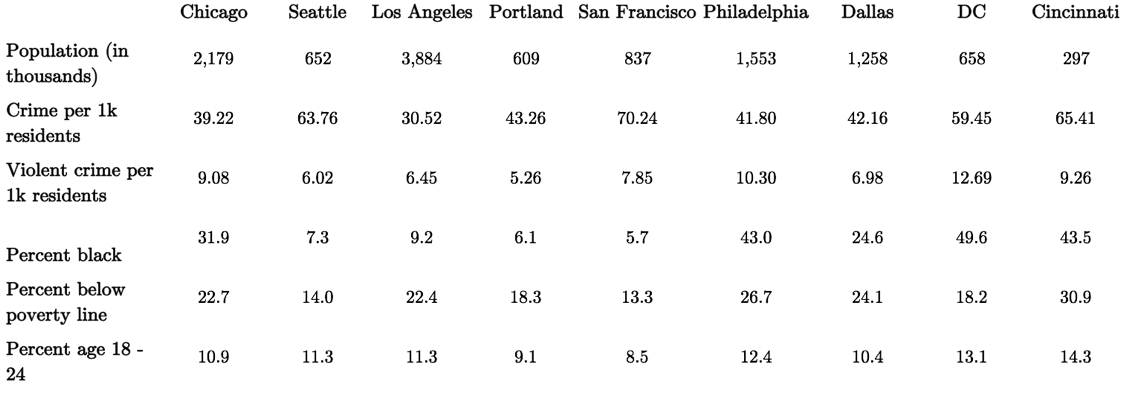 Chicago Seattle Los Angeles Portland San Francisco Philadelphia Dallas DC Cincinnati
Population (in
thousands) 2,179 652 3,884 609 837 1,553 1,258 658 297
Crime per 1k
residents 39.22 63.76 30.52 43.26 70.24 41.80 42.16 59.45 65.41
Violent crime per
1k residents 9.08 6.02 6.45 5.26 7.85 10.30 6.98 12.69 9.26
31.9 7.3 9.2 6.1 5.7 43.0 24.6 49.6 43.5
Percent black
Percent below
poverty line 22.7 14.0 22.4 18.3 13.3 26.7 24.1 18.2 30.9
Percent age 18 -
24 10.9 11.3 11.3 9.1 8.5 12.4 10.4 13.1 14.3